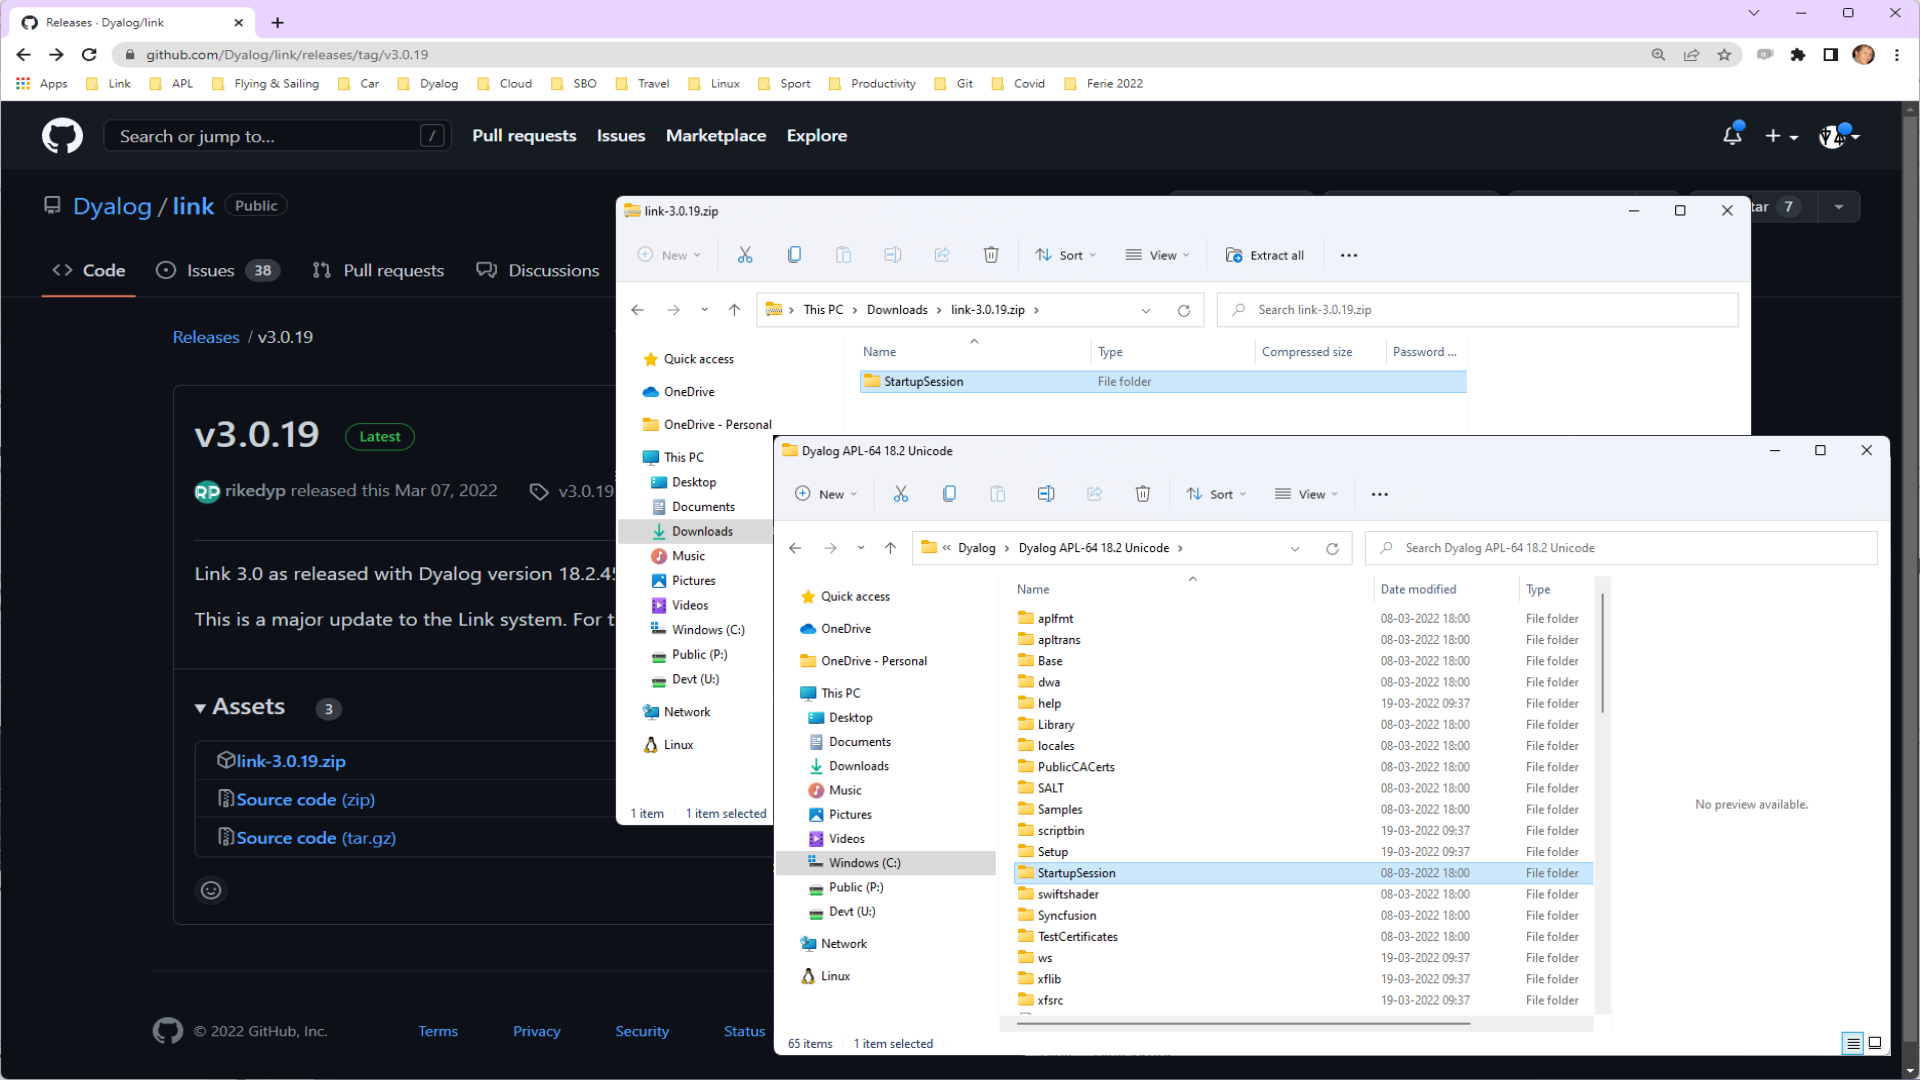 Releases · Dyalog/link
github.com/Dyalog/link/releases/tag/v3.0.19
Apps Link APL Flying & Sailing Car Dyalog Cloud SBO Travel Linux Sport Productivity Git Covid Ferie 2022
Search or jump to... / Pull requests Issues Marketplace Explore
Dyalog / link Public
tar 7
Code Issues 38 Pull requests Discussions
Releases / v3.0.19
v3.0.19 Latest
RP rikedyp released this Mar 07, 2022 v3.0.19
Link 3.0 as released with Dyalog version 18.2.45
This is a major update to the Link system. For t
Assets 3
link-3.0.19.zip
Source code (zip)
Source code (tar.gz)
© 2022 GitHub, Inc. Terms Privacy Security Status
link-3.0.19.zip
New Sort View Extract all
This PC Downloads link-3.0.19.zip Search link-3.0.19.zip
Name Type Compressed size Password ...
StartupSession File folder
Quick access
OneDrive
OneDrive - Personal
This PC
Desktop
Documents
Downloads
Music
Pictures
Videos
Windows (C:)
Public (P:)
Devt (U:)
Network
Linux
1 item 1 item selected
Dyalog APL-64 18.2 Unicode
New Sort View
« Dyalog Dyalog APL-64 18.2 Unicode Search Dyalog APL-64 18.2 Unicode
Quick access
OneDrive
OneDrive - Personal
This PC
Desktop
Documents
Downloads
Music
Pictures
Videos
Windows (C:)
Public (P:)
Devt (U:)
Network
Linux
Name Date modified Type
aplfmt 08-03-2022 18:00 File folder
apltrans 08-03-2022 18:00 File folder
Base 08-03-2022 18:00 File folder
dwa 08-03-2022 18:00 File folder
help 19-03-2022 09:37 File folder
Library 08-03-2022 18:00 File folder
locales 08-03-2022 18:00 File folder
PublicCACerts 08-03-2022 18:00 File folder
SALT 08-03-2022 18:00 File folder
Samples 08-03-2022 18:00 File folder
scriptbin 19-03-2022 09:37 File folder
Setup 19-03-2022 09:37 File folder
StartupSession 08-03-2022 18:00 File folder
swiftshader 08-03-2022 18:00 File folder
Syncfusion 08-03-2022 18:00 File folder
TestCertificates 08-03-2022 18:00 File folder
ws 19-03-2022 09:37 File folder
xflib 19-03-2022 09:37 File folder
xfsrc 19-03-2022 09:37 File folder
No preview available.
65 items 1 item selected